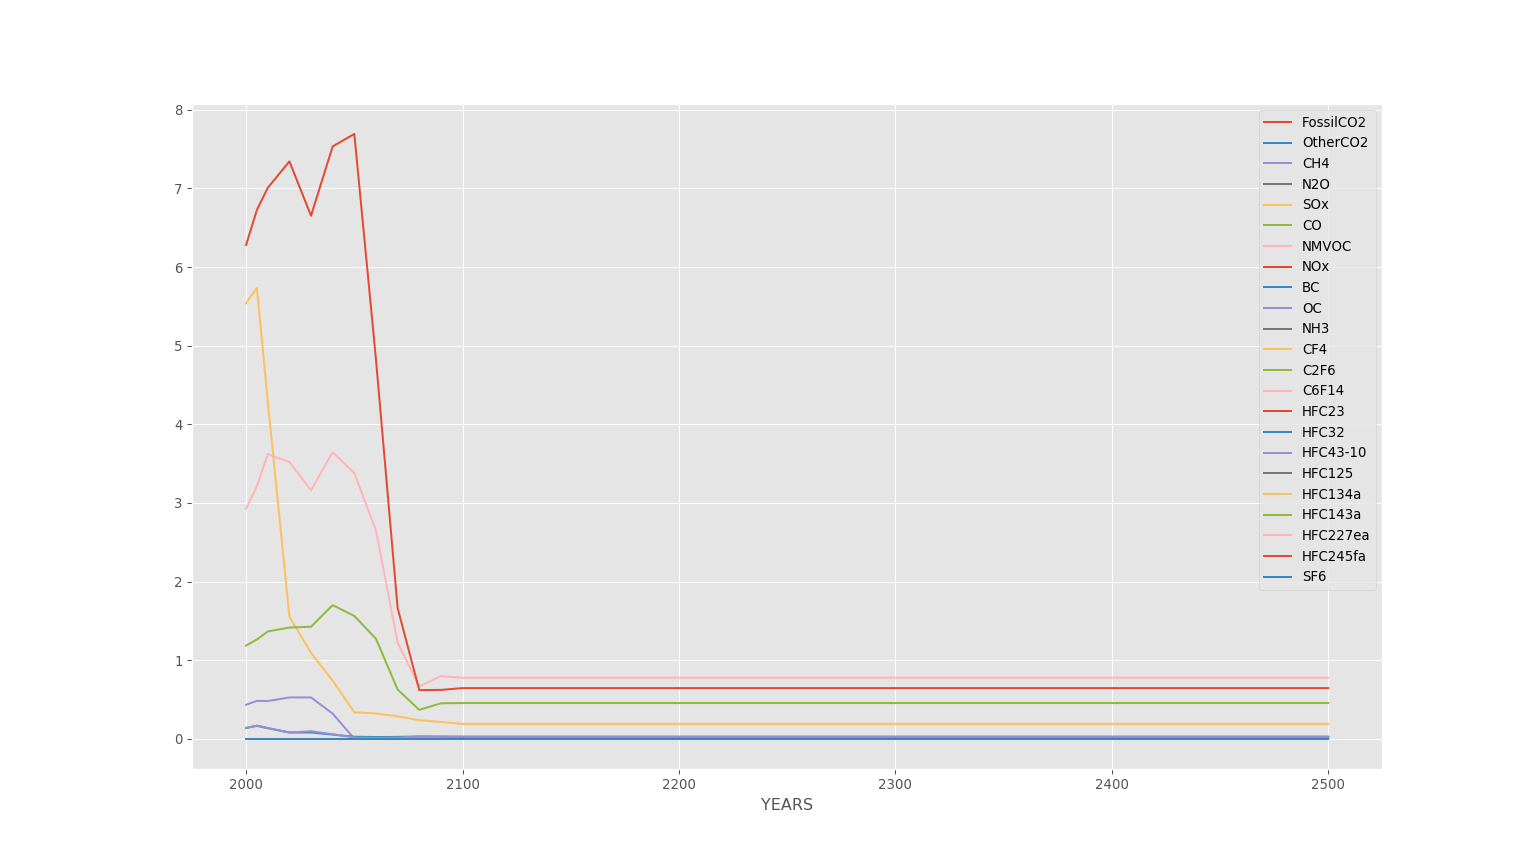 8
7
6
5
4
3
2
1
0
2000 2100 2200 2300 2400 2500
YEARS
FossilCO2
OtherCO2
CH4
N2O
SOx
CO
NMVOC
NOx
BC
OC
NH3
CF4
C2F6
C6F14
HFC23
HFC32
HFC43-10
HFC125
HFC134a
HFC143a
HFC227ea
HFC245fa
SF6